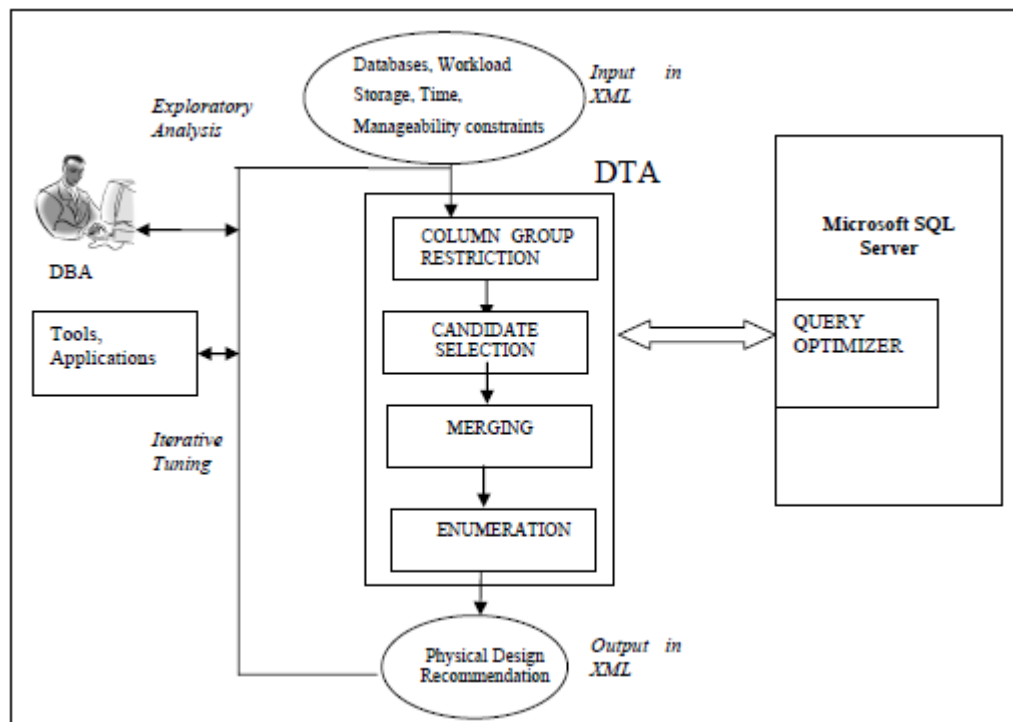 Databases, Workload
Storage, Time,
Manageability constraints
Input in
XML
Exploratory
Analysis
DTA
DBA
COLUMN GROUP
RESTRICTION
Microsoft SQL
Server
Tools,
Applications
CANDIDATE
SELECTION
QUERY
OPTIMIZER
MERGING
Iterative
Tuning
ENUMERATION
Physical Design
Recommendation
Output in
XML